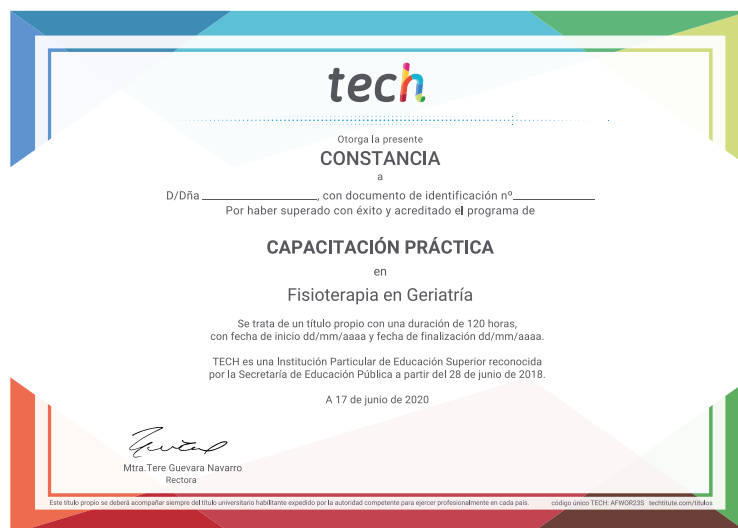 tech
Otorga la presente
CONSTANCIA
a
D/Dña, con documento de identificación nº
Por haber superado con éxito y acreditado el programa de
CAPACITACIÓN PRÁCTICA
en
Fisioterapia en Geriatría
Se trata de un título propio con una duración de 120 horas,
con fecha de inicio dd/mm/aaaa y fecha de finalización dd/mm/aaaa.
TECH es una Institución Particular de Educación Superior reconocida
por la Secretaría de Educación Pública a partir del 28 de junio de 2018.
A 17 de junio de 2020
Mtra.Tere Guevara Navarro
Rectora
Este título propio se deberá acompañar siempre del título universitario habilitante expedido por la autoridad competente para ejercer profesionalmente en cada país. código único TECH: AFWOR23S techtitute.com/titulos